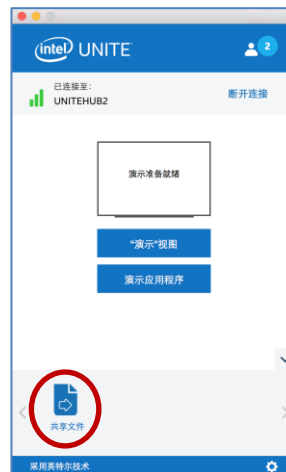 intel UNITE
2
已连接至:
UNITEHUB2
断开连接
演示准备就绪
“演示”视图
演示应用程序
共享文件
采用英特尔技术